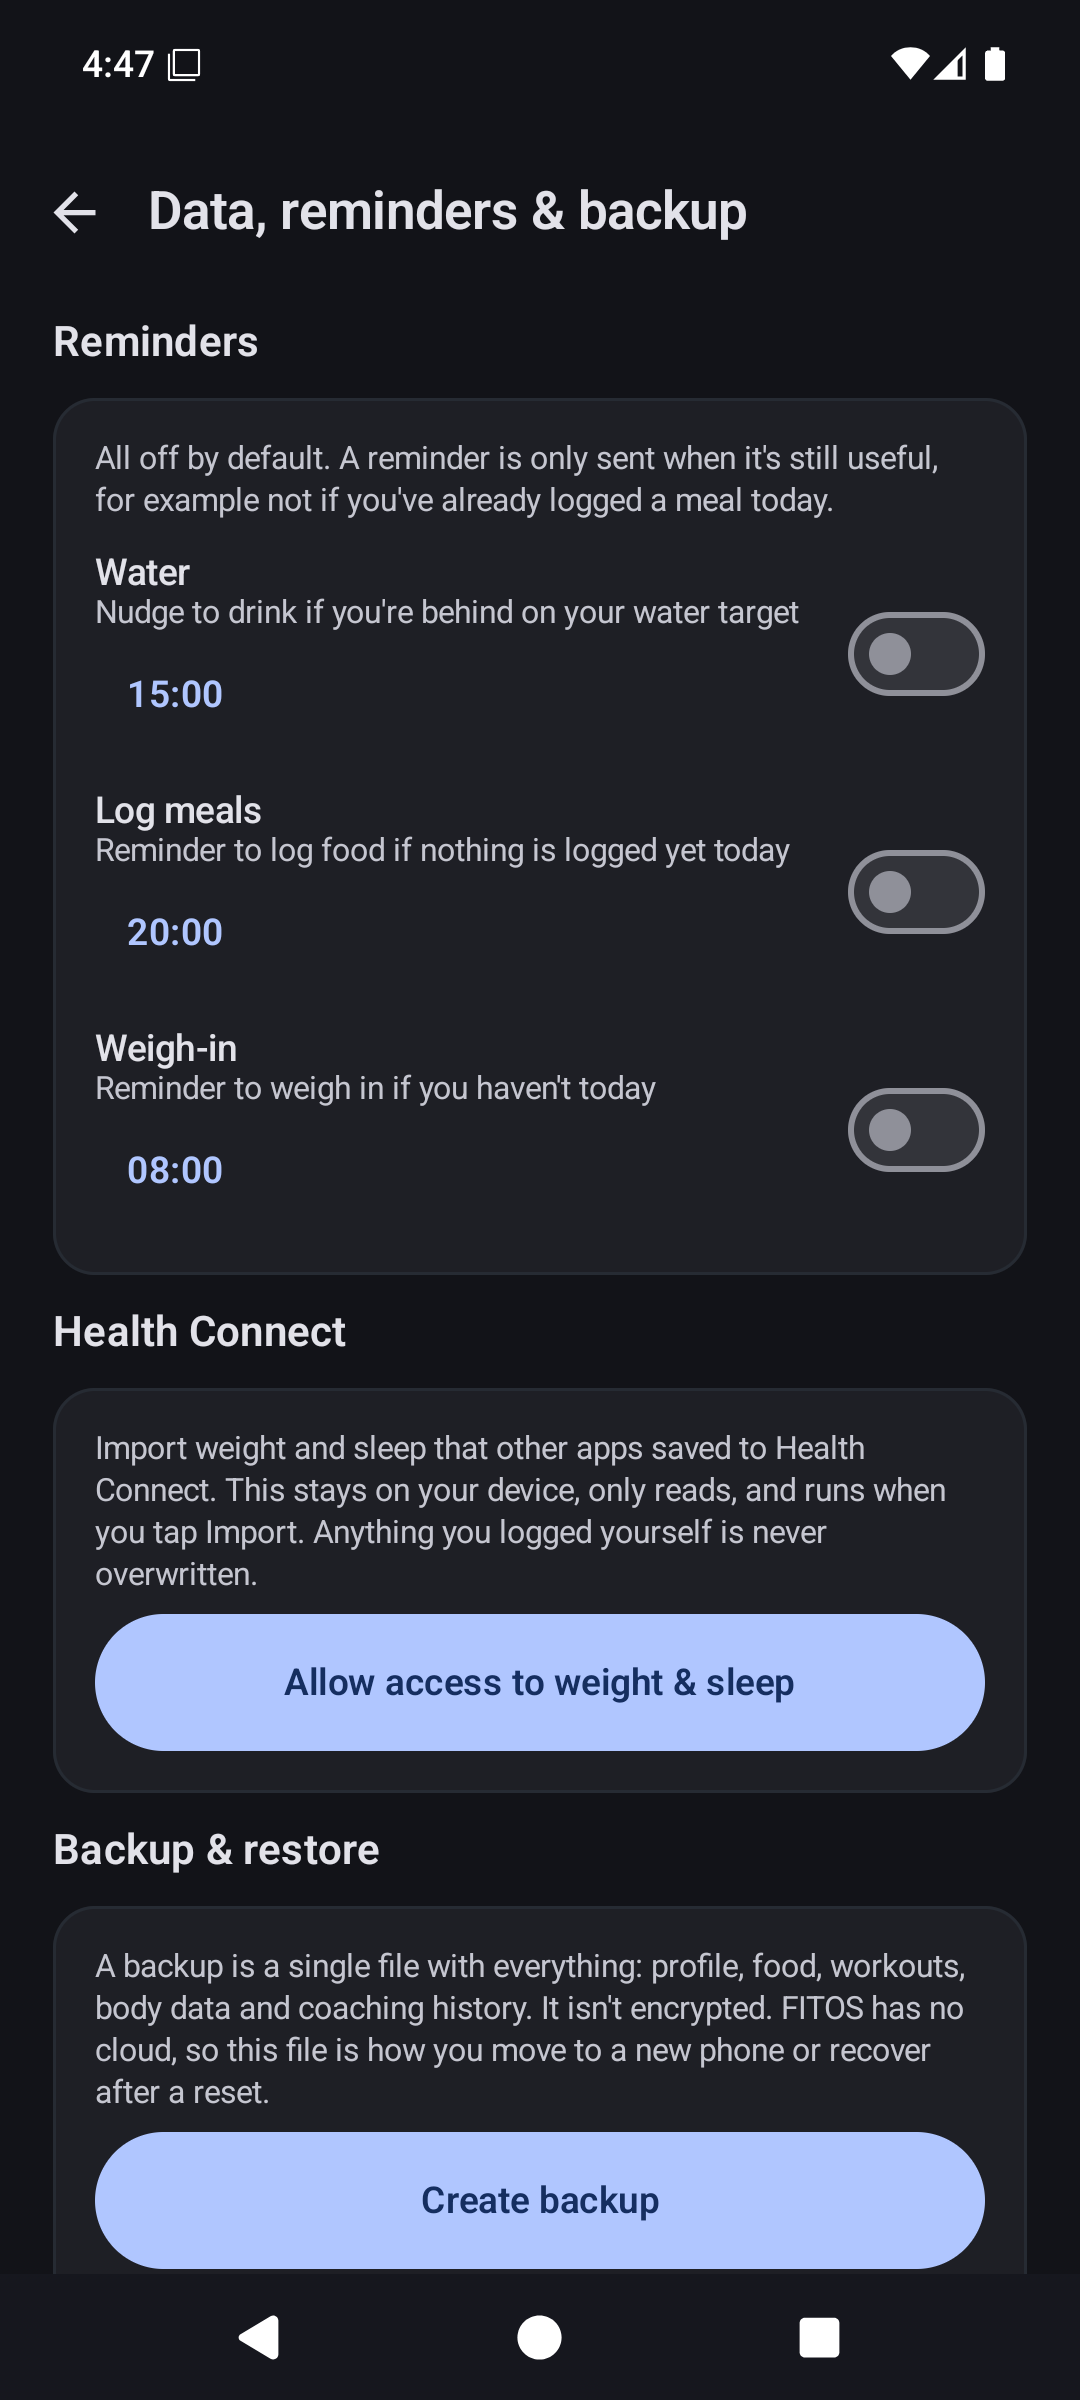 4:47
Data, reminders & backup
Reminders
All off by default. A reminder is only sent when it's still useful,
for example not if you've already logged a meal today.
Water
Nudge to drink if you're behind on your water target
15:00
Log meals
Reminder to log food if nothing is logged yet today
20:00
Weigh-in
Reminder to weigh in if you haven't today
08:00
Health Connect
Import weight and sleep that other apps saved to Health
Connect. This stays on your device, only reads, and runs when
you tap Import. Anything you logged yourself is never
overwritten.
Allow access to weight & sleep
Backup & restore
A backup is a single file with everything: profile, food, workouts,
body data and coaching history. It isn't encrypted. FITOS has no
cloud, so this file is how you move to a new phone or recover
after a reset.
Create backup